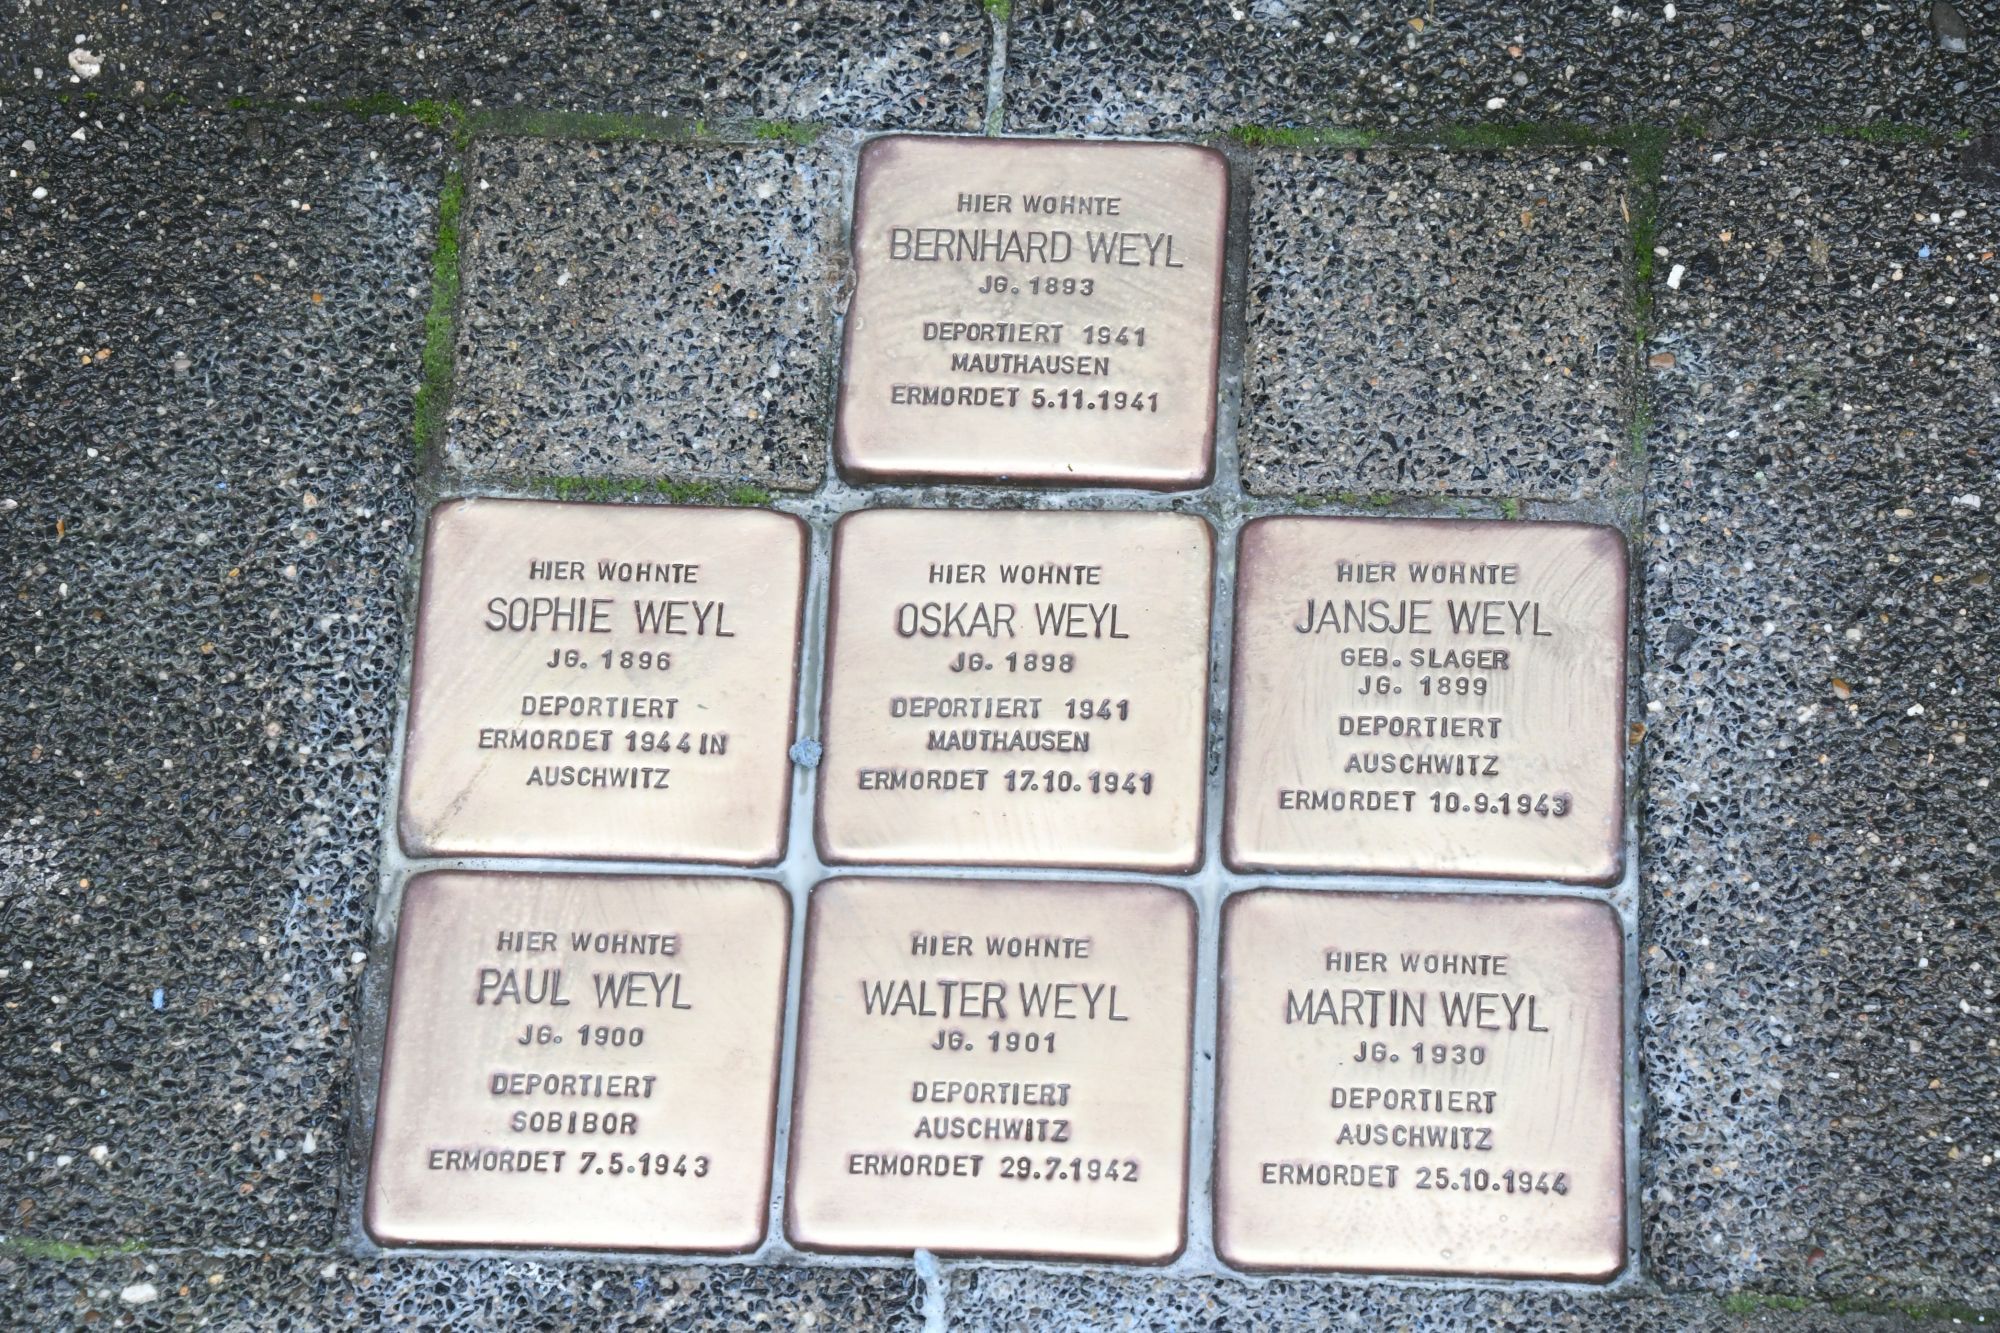 HIER WOHNTE
BERNHARD WEYL
JG. 1893
DEPORTIERT 1941
MAUTHAUSEN
ERMORDET 5.11.1941
HIER WOHNTE
SOPHIE WEYL
JG. 1896
DEPORTIERT
ERMORDET 1944 IN
AUSCHWITZ
HIER WOHNTE
OSKAR WEYL
JG. 1898
DEPORTIERT 1941
MAUTHAUSEN
ERMORDET 17.10.1941
HIER WOHNTE
JANSJE WEYL
GEB. SLAGER
JG. 1899
DEPORTIERT
AUSCHWITZ
ERMORDET 10.9.1943
HIER WOHNTE
PAUL WEYL
JG. 1900
DEPORTIERT
SOBIBOR
ERMORDET 7.5.1943
HIER WOHNTE
WALTER WEYL
JG. 1901
DEPORTIERT
AUSCHWITZ
ERMORDET 29.7.1942
HIER WOHNTE
MARTIN WEYL
JG. 1930
DEPORTIERT
AUSCHWITZ
ERMORDET 25.10.1944